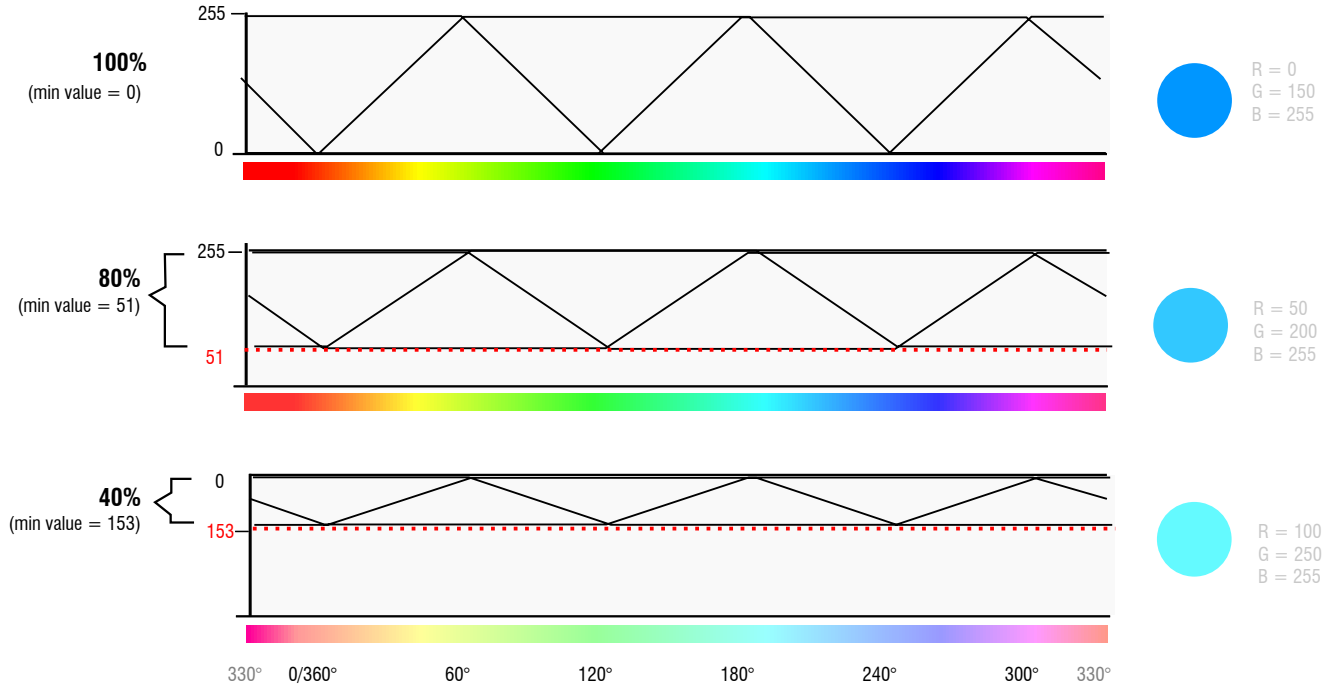 255
100%
(min value = 0)
0
R = 0
G = 150
B = 255
255
80%
(min value = 51)
51
R = 50
G = 200
B = 255
0
40%
(min value = 153)
153
R = 100
G = 250
B = 255
330° 0/360° 60° 120° 180° 240° 300° 330°